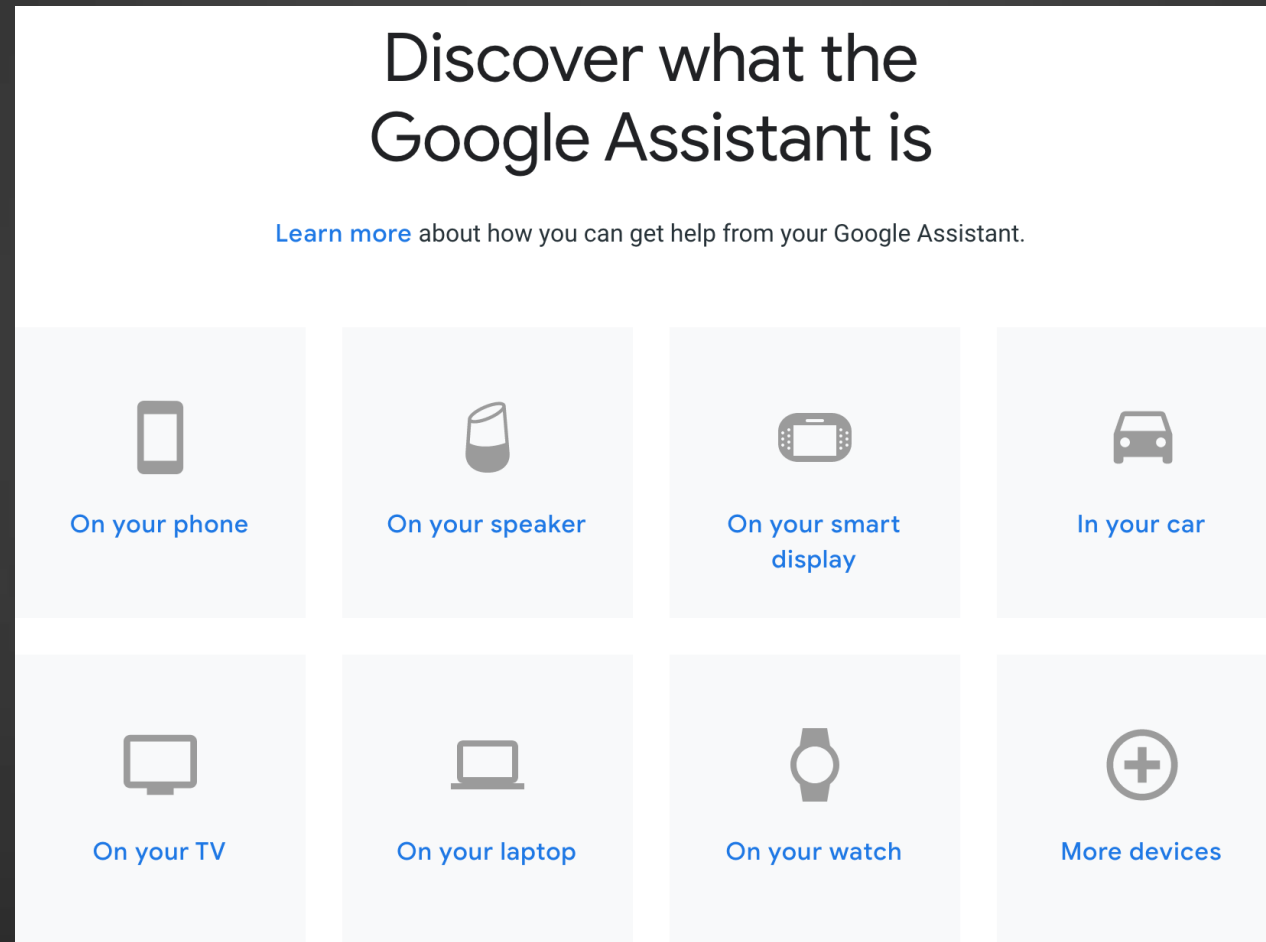 Discover what the
Google Assistant is
Learn more about how you can get help from your Google Assistant.
On your phone
On your speaker
On your smart
display
In your car
On your TV
On your laptop
On your watch
More devices